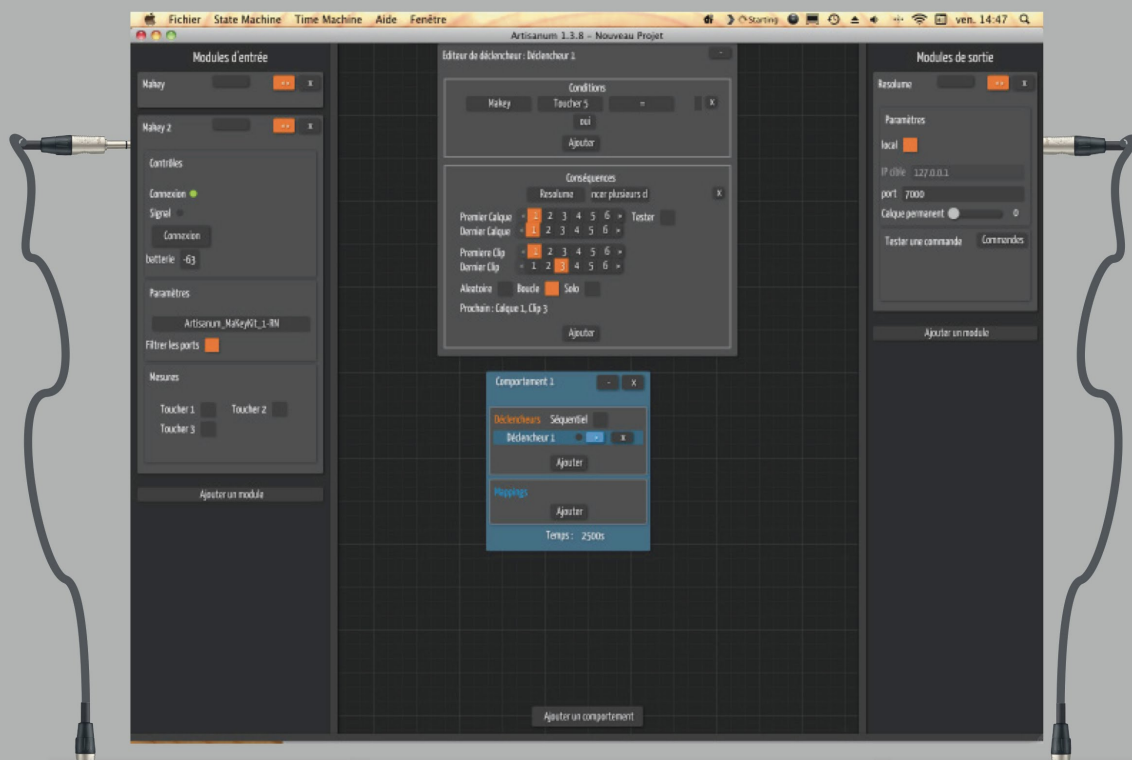 Fichier State Machine Time Machine Aide Fenêtre
di Starting ven. 14:47
Artisanum 1.3.8 – Nouveau Projet
Modules d'entrée
Makey x
Makey 2 x
Contrôles
Connexion
Signal
Connexion
batterie -63
Paramètres
Artisanum_MaKeyKit_1-RN
Filtrer les ports
Mesures
Toucher 1 Toucher 2
Toucher 3
Ajouter un module
Editeur de déclencheur : Déclencheur 1 -
Conditions
Makey Toucher 5 = x
oui
Ajouter
Conséquences
Resolume ncer plusieurs cl x
Premier Calque < 1 2 3 4 5 6 > Tester
Dernier Calque < 1 2 3 4 5 6 >
Premiere Clip < 1 2 3 4 5 6 >
Dernier Clip < 1 2 3 4 5 6 >
Aleatoire Boucle Solo
Prochain : Calque 1, Clip 3
Ajouter
Comportement 1 - x
Déclencheurs Séquentiel
Déclencheur 1 - x
Ajouter
Mappings
Ajouter
Temps : 2500s
Ajouter un comportement
Modules de sortie
Resolume x
Paramètres
local
IP cible 127.0.0.1
port 7000
Calque permanent 0
Tester une commande Commandes
Ajouter un module